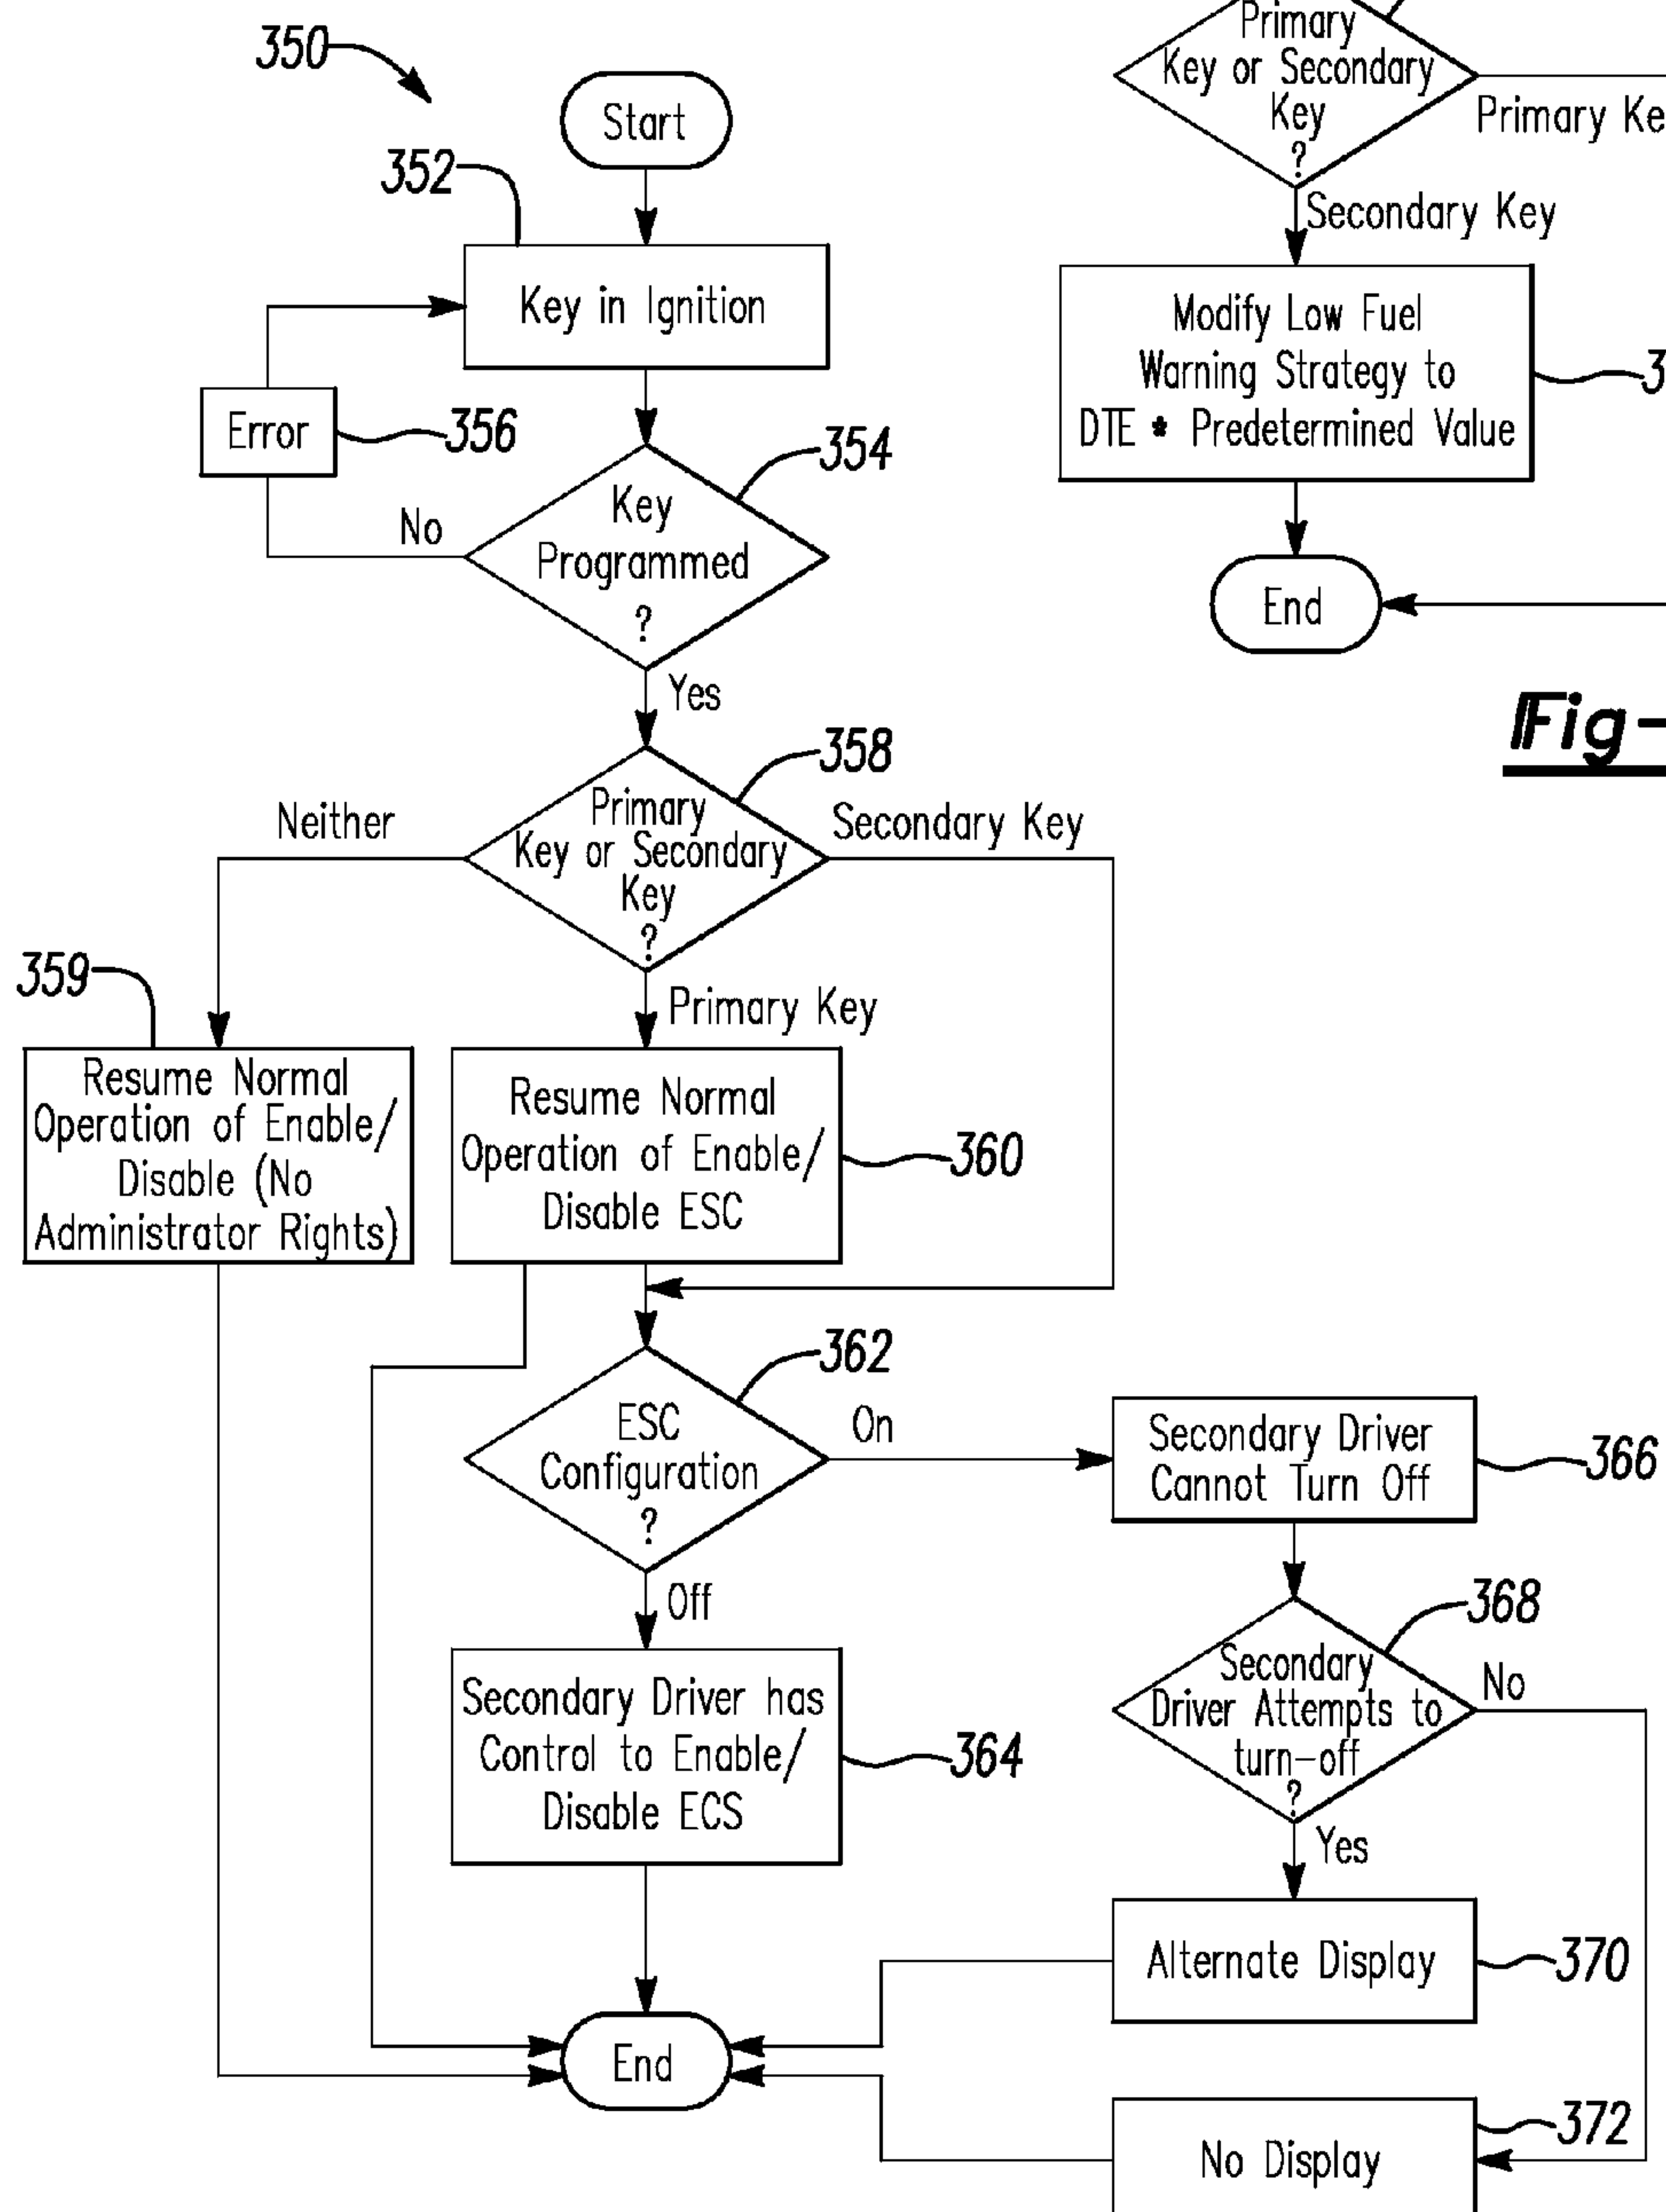 350
Start
352
Key in Ignition
Error
356
354
Key
Programmed
?
No
Yes
358
Neither
Primary
Key or Secondary
Key
?
Secondary Key
359
Primary Key
Resume Normal
Operation of Enable/
Disable (No
Administrator Rights)
Resume Normal
Operation of Enable/
Disable ESC
360
362
ESC
Configuration
?
On
Off
Secondary Driver
Cannot Turn Off
366
368
Secondary
Driver Attempts to
turn-off
?
No
Yes
Secondary Driver has
Control to Enable/
Disable ECS
364
Alternate Display
370
End
No Display
372
Primary
Key or Secondary
Key
?
Primary
Secondary Key
Modify Low Fuel
Warning Strategy to
DTE * Predetermined Value
End
Fig-